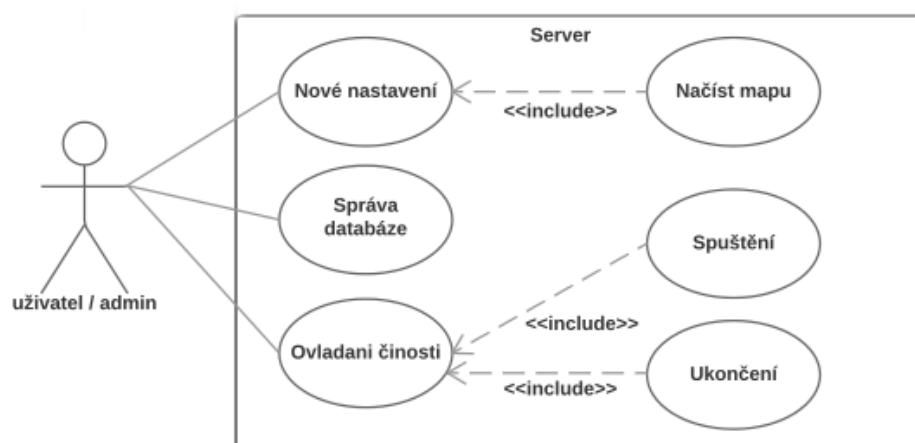 Server
Nové nastavení
<<include>>
Načíst mapu
Správa
databáze
Spuštění
uživatel / admin
<<include>>
Ovladani činosti
<<include>>
Ukončení